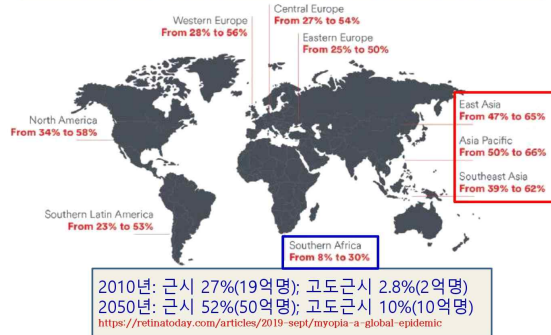 Central Europe
From 27% to 54%
Western Europe
From 28% to 56%
Eastern Europe
From 25% to 50%
East Asia
From 47% to 65%
North America
From 34% to 58%
Asia Pacific
From 50% to 66%
Southeast Asia
From 39% to 62%
Southern Latin America
From 23% to 53%
Southern Africa
From 8% to 30%
2010년: 근시 27%(19억명); 고도근시 2.8%(2억명)
2050년: 근시 52%(50억명); 고도근시 10%(10억명)
https://retinatoday.com/articles/2019-sept/myopia-a-global-epidemic